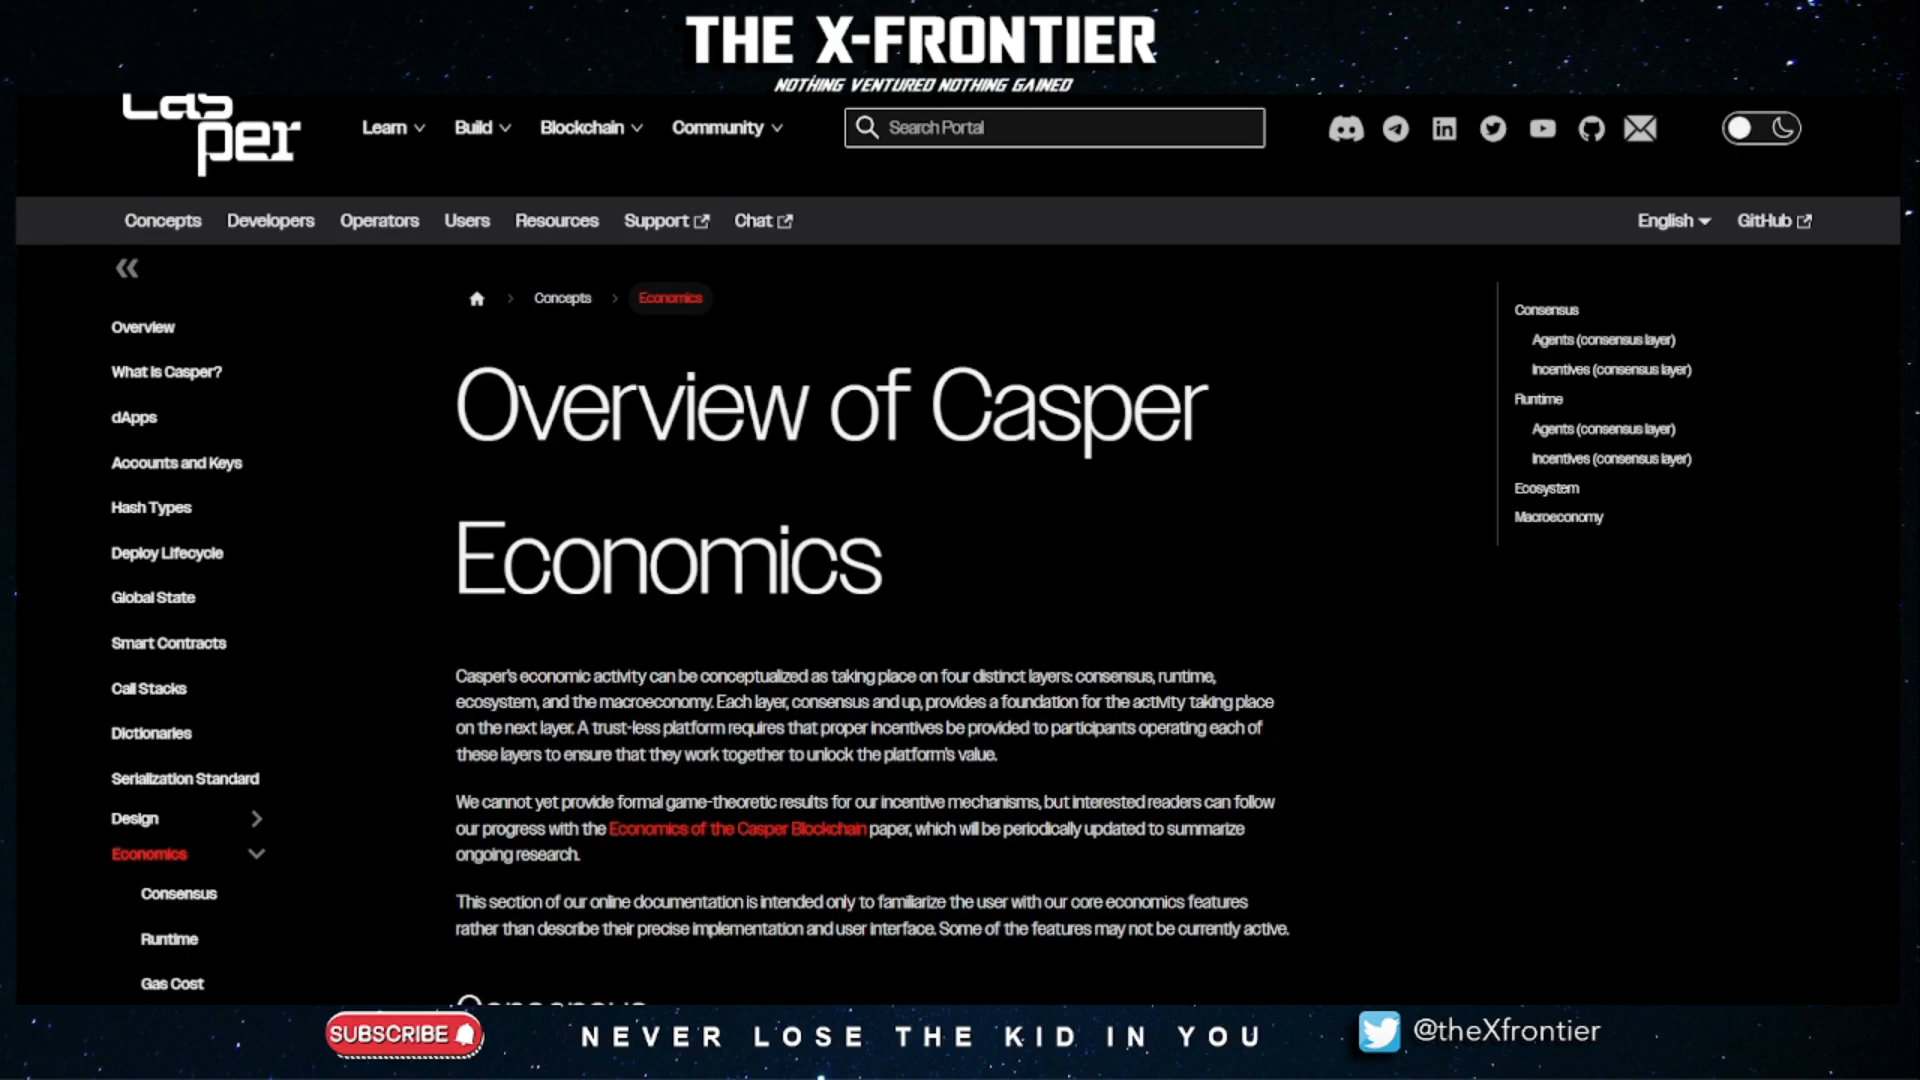 THE X-FRONTIER
NOTHING VENTURED NOTHING GAINED
Casper
Learn Build Blockchain Community Search Portal
Concepts Developers Operators Users Resources Support Chat English GitHub
Concepts Economics
Overview
What is Casper?
dApps
Accounts and Keys
Hash Types
Deploy Lifecycle
Global State
Smart Contracts
Call Stacks
Dictionaries
Serialization Standard
Design
Economics
Consensus
Runtime
Gas Cost
Overview of Casper
Economics
Casper's economic activity can be conceptualized as taking place on four distinct layers: consensus, runtime,
ecosystem, and the macroeconomy. Each layer, consensus and up, provides a foundation for the activity taking place
on the next layer. A trust-less platform requires that proper incentives be provided to participants operating each of
these layers to ensure that they work together to unlock the platform's value.
We cannot yet provide formal game-theoretic results for our incentive mechanisms, but interested readers can follow
our progress with the Economics of the Casper Blockchain paper, which will be periodically updated to summarize
ongoing research.
This section of our online documentation is intended only to familiarize the user with our core economics features
rather than describe their precise implementation and user interface. Some of the features may not be currently active.
Consensus
Consensus
Agents (consensus layer)
Incentives (consensus layer)
Runtime
Agents (consensus layer)
Incentives (consensus layer)
Ecosystem
Macroeconomy
SUBSCRIBE
NEVER LOSE THE KID IN YOU
@theXfrontier